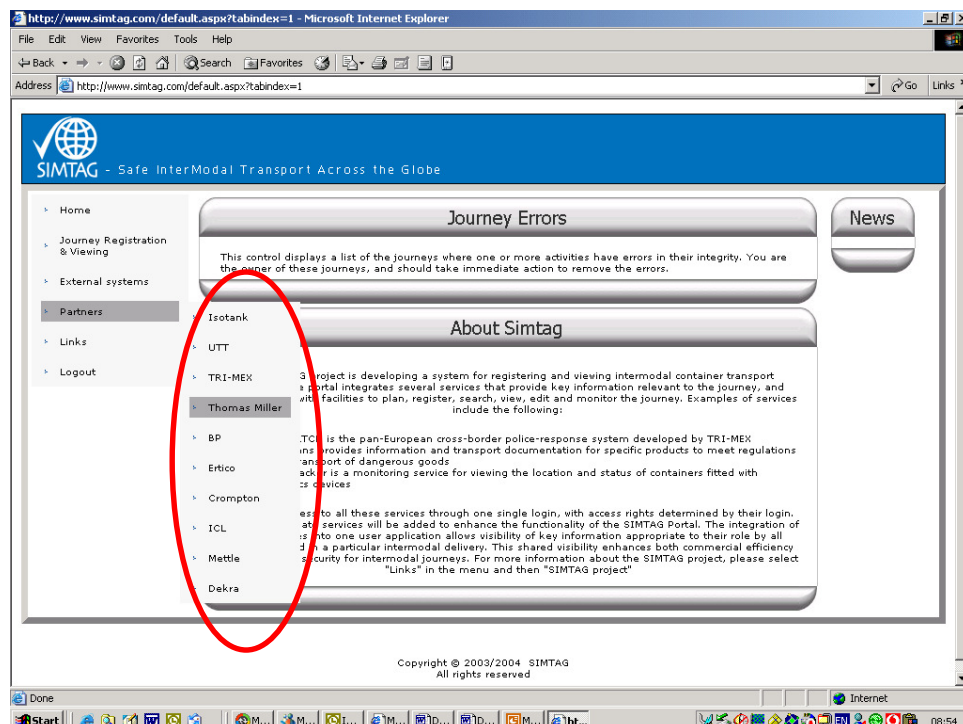 http://www.simtag.com/default.aspx?tabindex=1 - Microsoft Internet Explorer
File Edit View Favorites Tools Help
Back Search Favorites
Address http://www.simtag.com/default.aspx?tabindex=1 Go Links
SIMTAG - Safe InterModal Transport Across the Globe
Home
Journey Registration
& Viewing
External systems
Partners
Links
Logout
Isotank
UTT
TRI-MEX
Thomas Miller
BP
Ertico
Crompton
ICL
Mettle
Dekra
Journey Errors
This control displays a list of the journeys where one or more activities have errors in their integrity. You are
the owner of these journeys, and should take immediate action to remove the errors.
About Simtag
G project is developing a system for registering and viewing intermodal container transport
portal integrates several services that provide key information relevant to the journey, and
with facilities to plan, register, search, view, edit and monitor the journey. Examples of services
include the following:
TCH is the pan-European cross-border police-response system developed by TRI-MEX
ns provides information and transport documentation for specific products to meet regulations
ansport of dangerous goods
acker is a monitoring service for viewing the location and status of containers fitted with
cs devices
ess to all these services through one single login, with access rights determined by their login.
ate services will be added to enhance the functionality of the SIMTAG Portal. The integration of
s into one user application allows visibility of key information appropriate to their role by all
d in a particular intermodal delivery. This shared visibility enhances both commercial efficiency
security for intermodal journeys. For more information about the SIMTAG project, please select
"Links" in the menu and then "SIMTAG project"
News
Copyright © 2003/2004 SIMTAG
All rights reserved
Done Internet
Start M... M... I... M... D... D... M... ht... EN 08:54